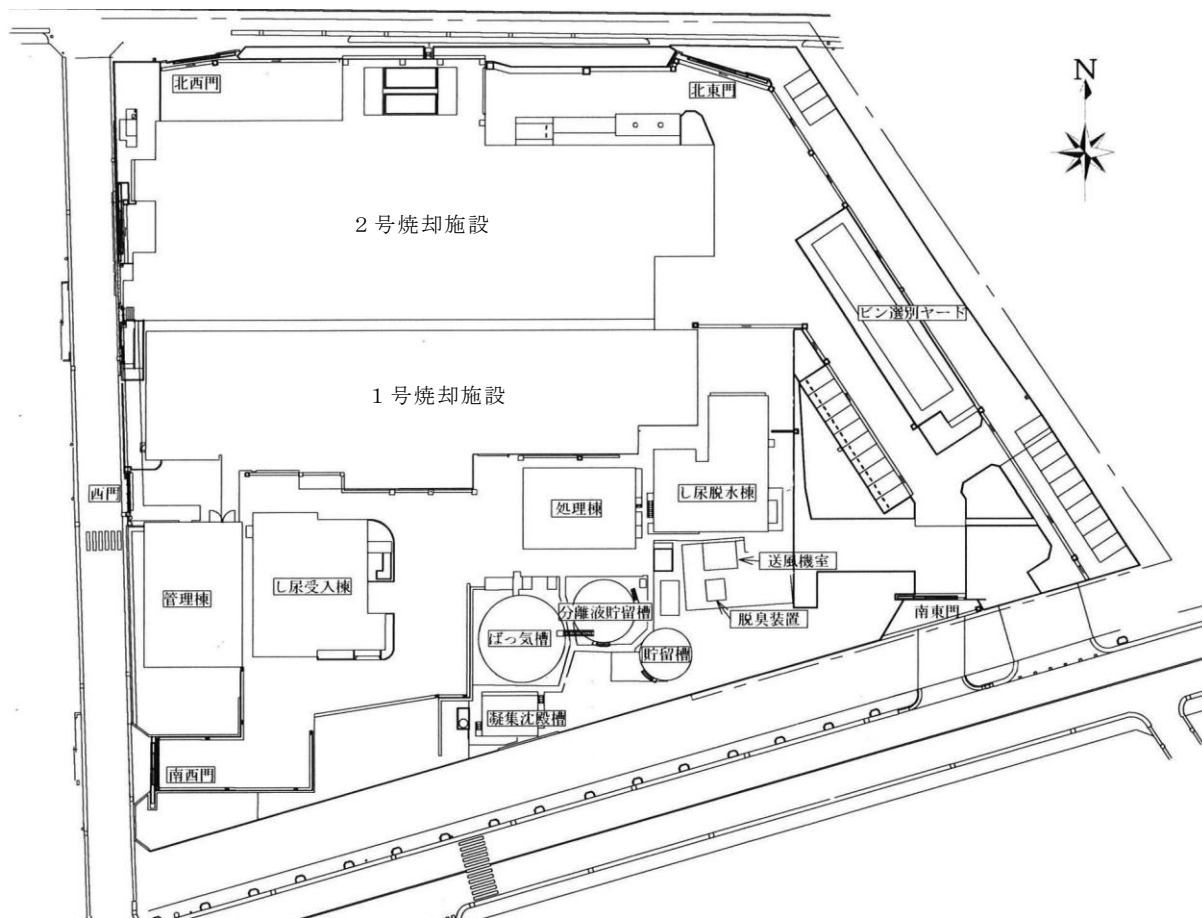 N
北西門
北東門
２号焼却施設
ビン選別ヤード
１号焼却施設
西門
処理棟
し尿脱水棟
送風機室
管理棟
し尿受入棟
分離液貯留槽
脱臭装置
南東門
ばっ気槽
貯留槽
凝集沈殿槽
南西門